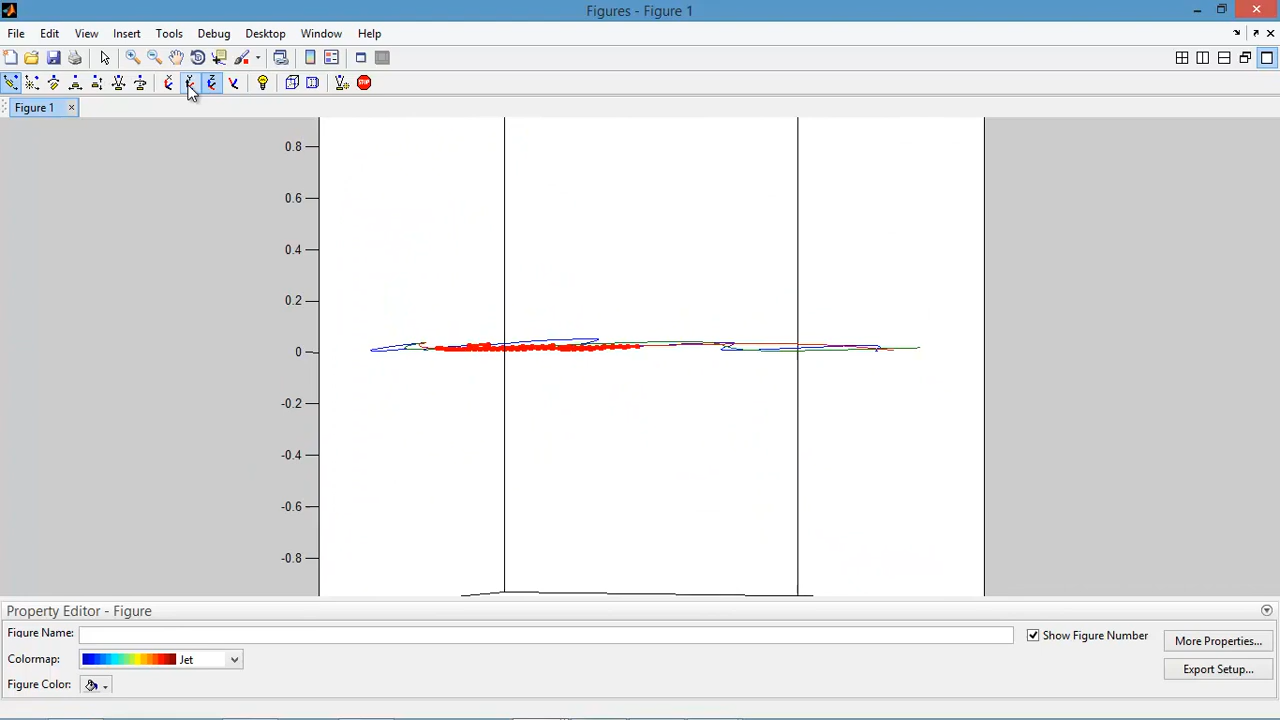 Figures - Figure 1
File Edit View Insert Tools Debug Desktop Window Help
STOP
Figure 1
0.8
0.6
0.4
0.2
0
-0.2
-0.4
-0.6
-0.8
Property Editor - Figure
Figure Name:
Show Figure Number
More Properties...
Colormap: Jet
Export Setup...
Figure Color: